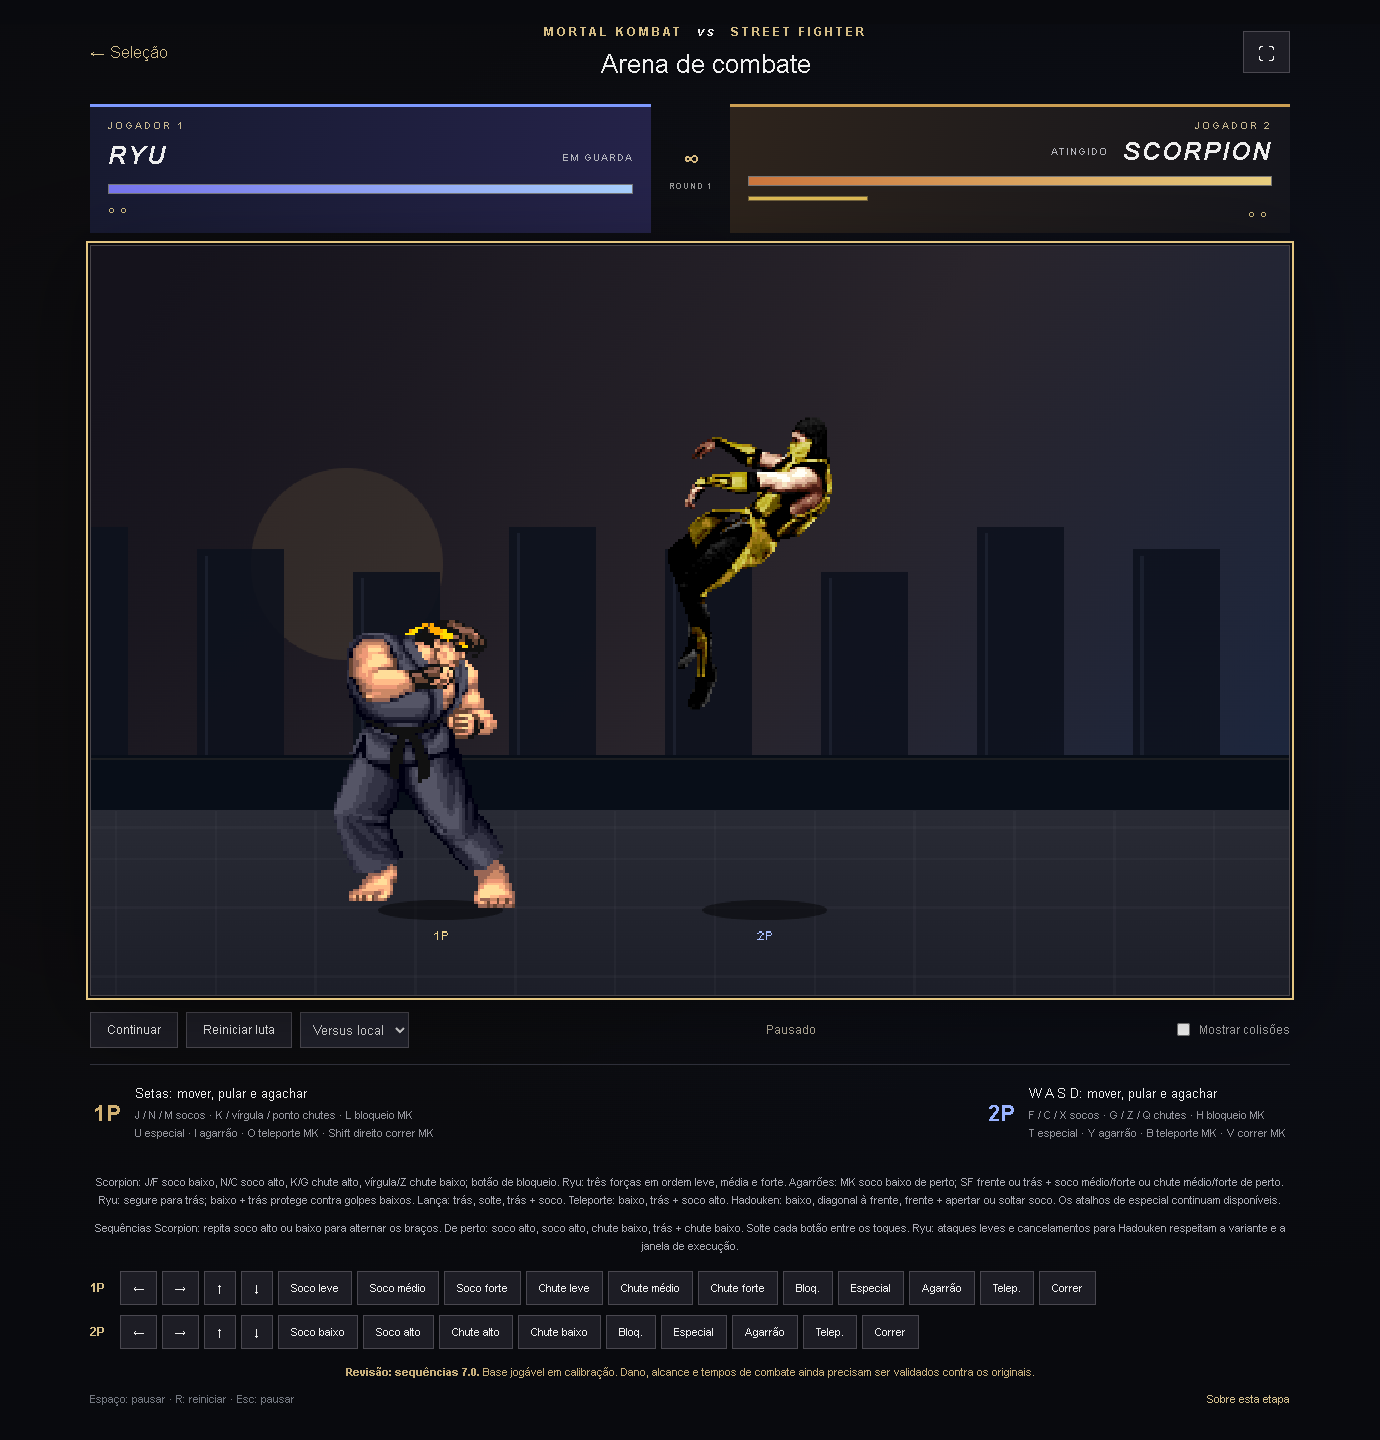 MORTAL KOMBAT VS STREET FIGHTER
← Seleção
Arena de combate
JOGADOR 1
RYU
EM GUARDA
∞
ROUND 1
JOGADOR 2
ATINGIDO
SCORPION
1P
2P
Continuar
Reiniciar luta
Versus local
Pausado
Mostrar colisões
1P
Setas: mover, pular e agachar
J / N / M socos · K / vírgula / ponto chutes · L bloqueio MK
U especial · I agarrão · O teleporte MK · Shift direito correr MK
2P
W A S D: mover, pular e agachar
F / C / X socos · G / Z / Q chutes · H bloqueio MK
T especial · Y agarrão · B teleporte MK · V correr MK
Scorpion: J/F soco baixo, N/C soco alto, K/G chute alto, vírgula/Z chute baixo; botão de bloqueio. Ryu: três forças em ordem leve, média e forte. Agarrões: MK soco baixo de perto; SF frente ou trás + soco médio/forte ou chute médio/forte de perto.
Ryu: segure para trás; baixo + trás protege contra golpes baixos. Lança: trás, solte, trás + soco. Teleporte: baixo, trás + soco alto. Hadouken: baixo, diagonal à frente, frente + apertar ou soltar soco. Os atalhos de especial continuam disponíveis.
Sequências Scorpion: repita soco alto ou baixo para alternar os braços. De perto: soco alto, soco alto, chute baixo, trás + chute baixo. Solte cada botão entre os toques. Ryu: ataques leves e cancelamentos para Hadouken respeitam a variante e a
janela de execução.
1P ← → ↑ ↓ Soco leve Soco médio Soco forte Chute leve Chute médio Chute forte Bloq. Especial Agarrão Telep. Correr
2P ← → ↑ ↓ Soco baixo Soco alto Chute alto Chute baixo Bloq. Especial Agarrão Telep. Correr
Revisão: sequências 7.0. Base jogável em calibração. Dano, alcance e tempos de combate ainda precisam ser validados contra os originais.
Espaço: pausar · R: reiniciar · Esc: pausar
Sobre esta etapa